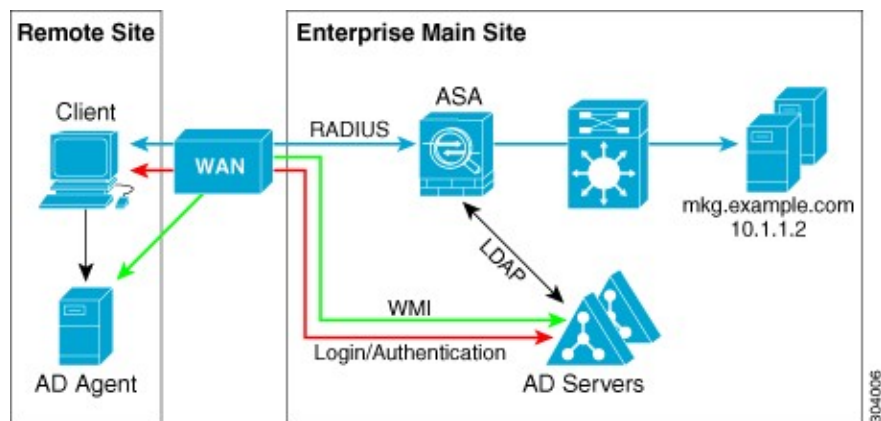 Remote Site
Enterprise Main Site
Client
ASA
RADIUS
WAN
mkg.example.com
10.1.1.2
LDAP
WMI
Login/Authentication
AD Agent
AD Servers
304006